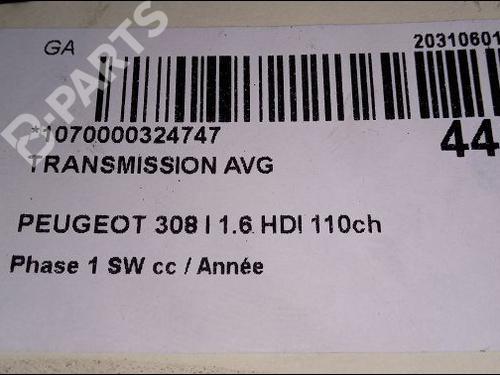 GA
20310601
B-PARTS
*1070000324747
44
TRANSMISSION AVG
PEUGEOT 308 I 1.6 HDI 110ch
Phase 1 SW cc / Année